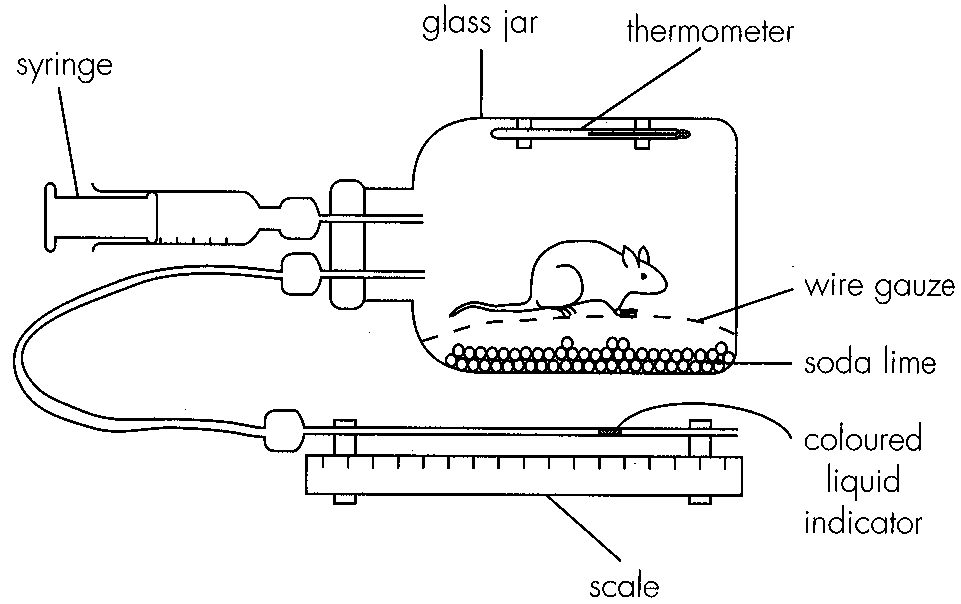 glass jar
thermometer
syringe
wire gauze
soda lime
coloured
liquid
indicator
scale